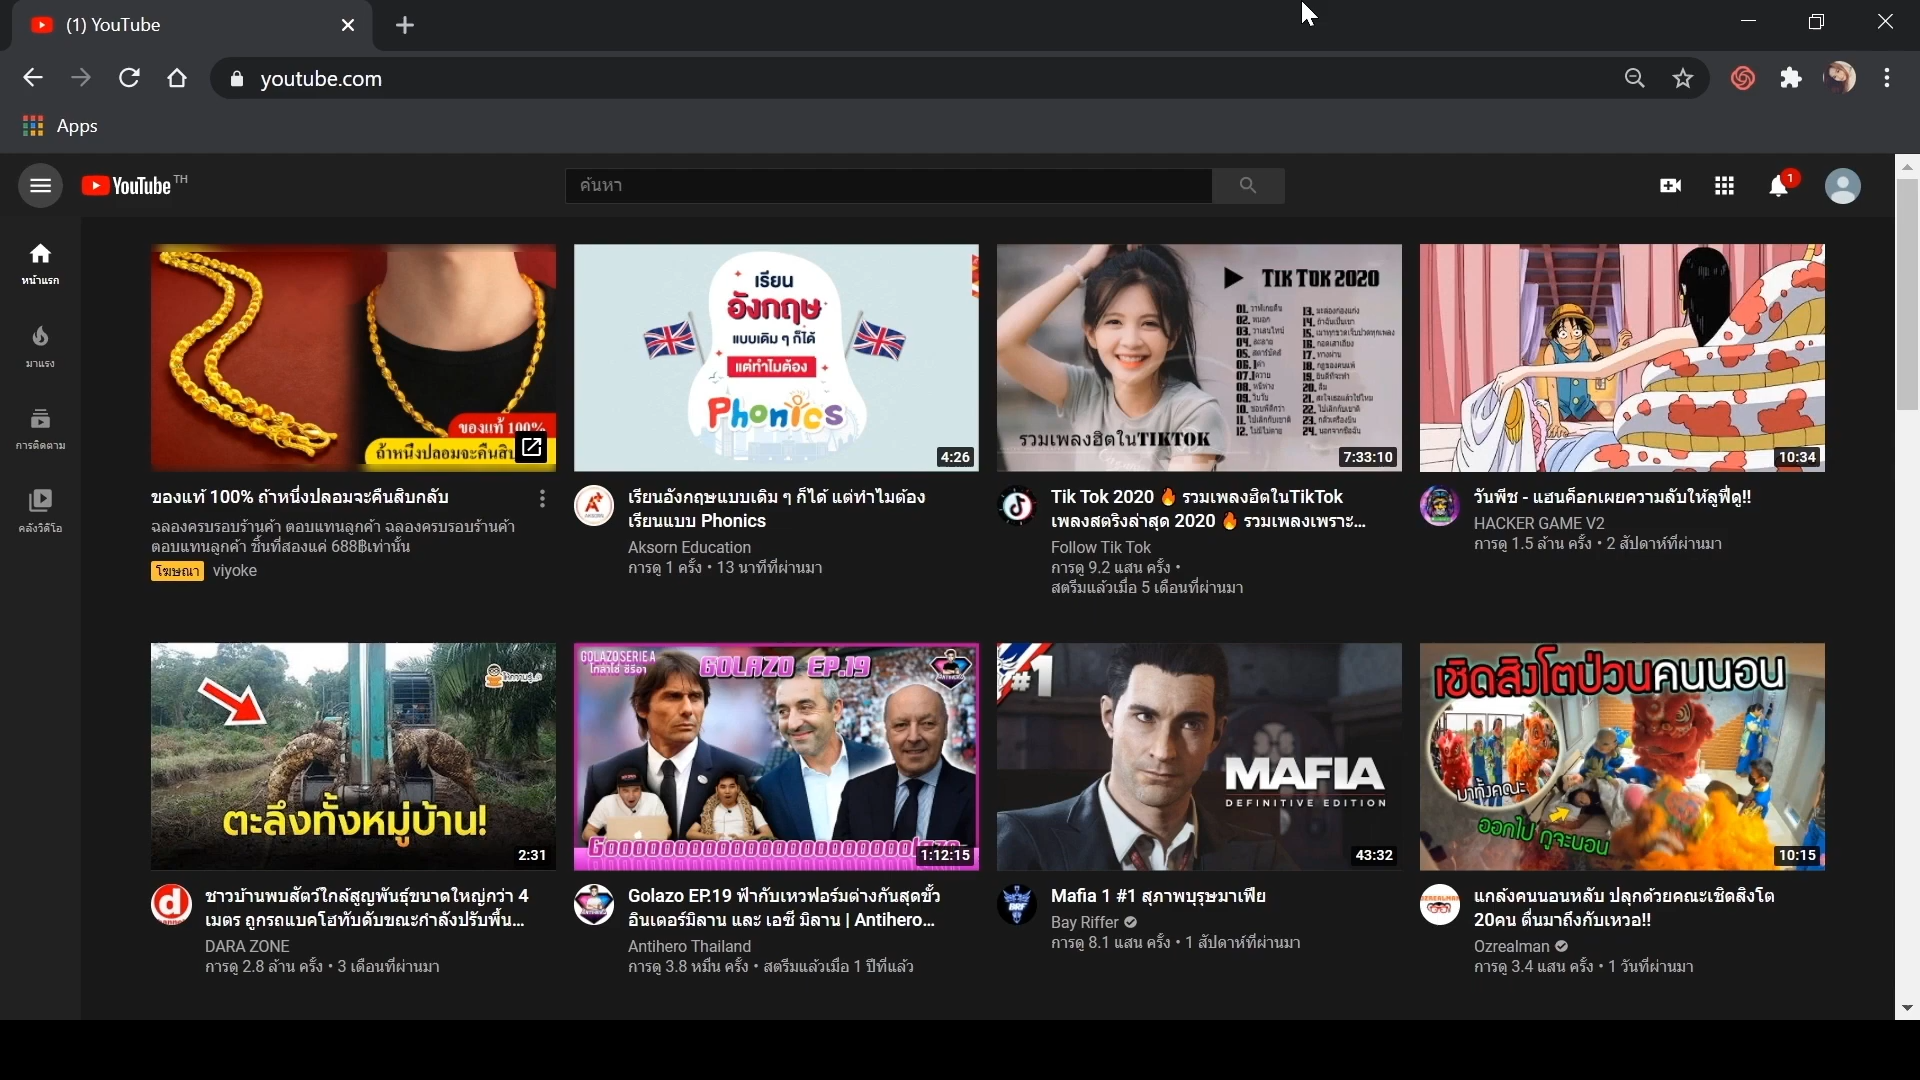 (1) YouTube
youtube.com
Apps
YouTube TH
ค้นหา
1
หน้าแรก
มาแรง
การติดตาม
คลังวิดีโอ
ของแท้ 100%
ถ้าหนึ่งปลอมจะคืนสิบ
ของแท้ 100% ถ้าหนึ่งปลอมจะคืนสิบกลับ
ฉลองครบรอบร้านค้า ตอบแทนลูกค้า ฉลองครบรอบร้านค้า
ตอบแทนลูกค้า ชิ้นที่สองแค่ 688฿เท่านั้น
โฆษณา viyoke
เรียน
อังกฤษ
แบบเดิม ๆ ก็ได้
แต่ทำไมต้อง
Phonics
4:26
เรียนอังกฤษแบบเดิม ๆ ก็ได้ แต่ทำไมต้อง
เรียนแบบ Phonics
Aksorn Education
การดู 1 ครั้ง • 13 นาทีที่ผ่านมา
TIK TOK 2020
รวมเพลงฮิตในTIKTOK
7:33:10
Tik Tok 2020 🔥 รวมเพลงฮิตในTikTok
เพลงสตริงล่าสุด 2020 🔥 รวมเพลงเพราะ...
Follow Tik Tok
การดู 9.2 แสน ครั้ง •
สตรีมแล้วเมื่อ 5 เดือนที่ผ่านมา
10:34
วันพีช - แฮนค็อกเผยความลับให้ลูฟี่ดู!!
HACKER GAME V2
การดู 1.5 ล้าน ครั้ง • 2 สัปดาห์ที่ผ่านมา
ตะลึงทั้งหมู่บ้าน!
2:31
ชาวบ้านพบสัตว์ใกล้สูญพันธุ์ขนาดใหญ่กว่า 4
เมตร ถูกรถแบคโฮทับดับขณะกำลังปรับพื้น...
DARA ZONE
การดู 2.8 ล้าน ครั้ง • 3 เดือนที่ผ่านมา
GOLAZO SERIE A
โกลาโซ่ ซีรีอา
GOLAZO EP.19
1:12:15
Golazo EP.19 ฟ้ากับเหวฟอร์มต่างกันสุดขั้ว
อินเตอร์มิลาน และ เอซี มิลาน | Antihero...
Antihero Thailand
การดู 3.8 หมื่น ครั้ง • สตรีมแล้วเมื่อ 1 ปีที่แล้ว
#1
MAFIA
DEFINITIVE EDITION
43:32
Mafia 1 #1 สุภาพบุรุษมาเฟีย
Bay Riffer
การดู 8.1 แสน ครั้ง • 1 สัปดาห์ที่ผ่านมา
เชิดสิงโตป่วนคนนอน
มาทั้งคณะ
ออกไป กูจะนอน
10:15
แกล้งคนนอนหลับ ปลุกด้วยคณะเชิดสิงโต
20คน ตื่นมาถึงกับเหวอ!!
Ozrealman
การดู 3.4 แสน ครั้ง • 1 วันที่ผ่านมา